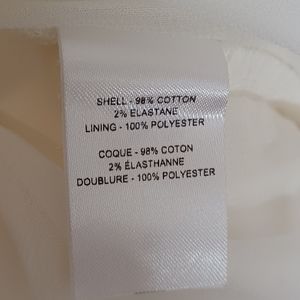 SHELL - 98% COTTON
2% ELASTANE
LINING - 100% POLYESTER
COQUE - 98% COTON
2% ÉLASTHANNE
DOUBLURE - 100% POLYESTER